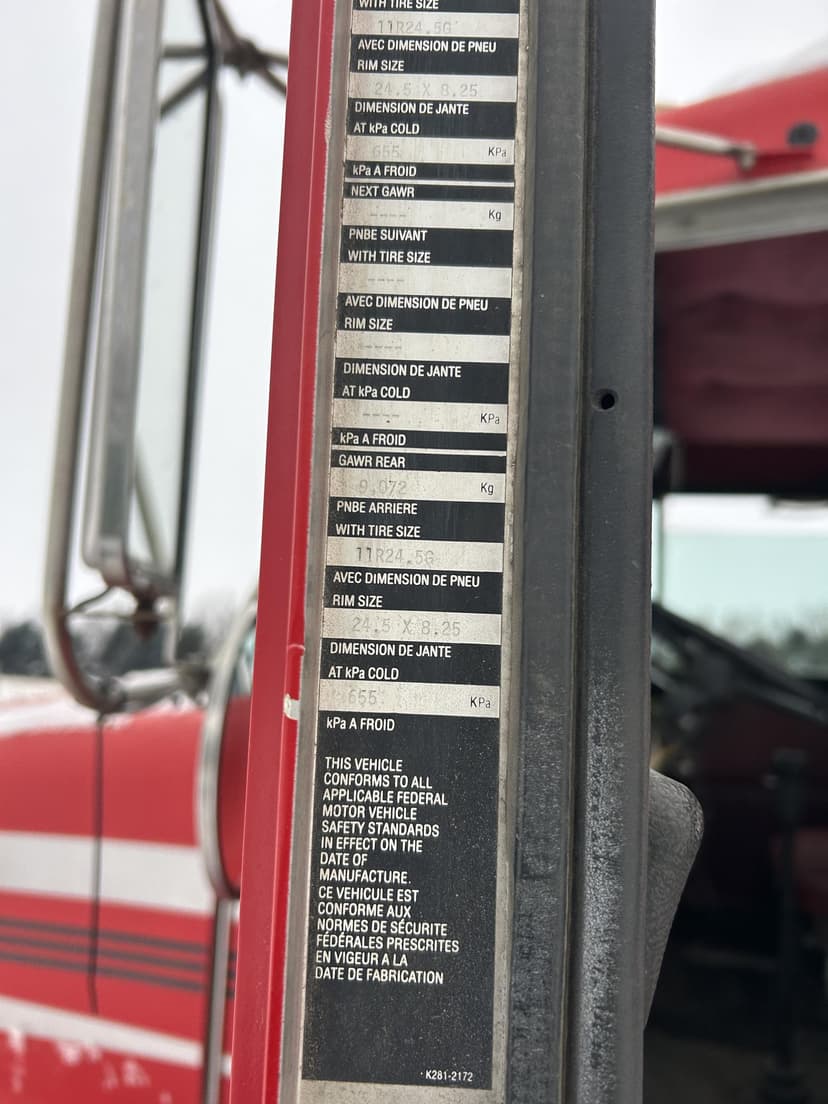 WITH TIRE SIZE
11R24.5G
AVEC DIMENSION DE PNEU
RIM SIZE
24.5 X 8.25
DIMENSION DE JANTE
AT kPa COLD
655 KPa
kPa A FROID
NEXT GAWR
---- Kg
PNBE SUIVANT
WITH TIRE SIZE
----
AVEC DIMENSION DE PNEU
RIM SIZE
----
DIMENSION DE JANTE
AT kPa COLD
---- KPa
kPa A FROID
GAWR REAR
9,072 Kg
PNBE ARRIERE
WITH TIRE SIZE
11R24.5G
AVEC DIMENSION DE PNEU
RIM SIZE
24.5 X 8.25
DIMENSION DE JANTE
AT kPa COLD
655 KPa
kPa A FROID
THIS VEHICLE
CONFORMS TO ALL
APPLICABLE FEDERAL
MOTOR VEHICLE
SAFETY STANDARDS
IN EFFECT ON THE
DATE OF
MANUFACTURE.
CE VEHICULE EST
CONFORME AUX
NORMES DE SÉCURITE
FÉDÉRALES PRESCRITES
EN VIGEUR A LA
DATE DE FABRICATION
K281-2172